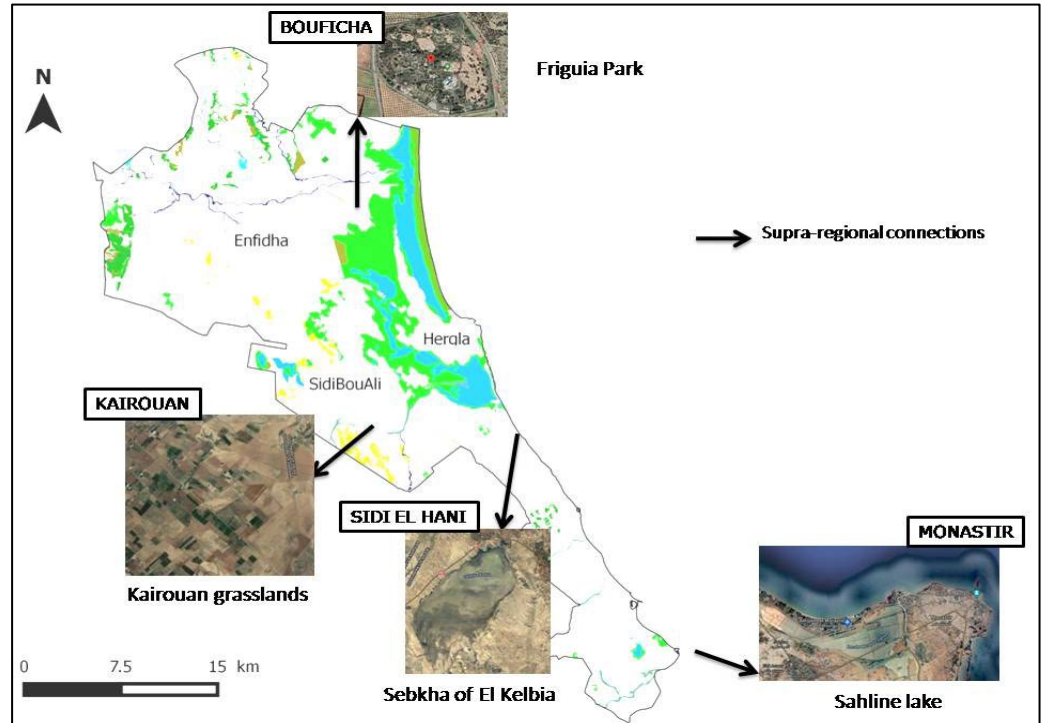 BOUFICHA
Friguia Park
N
Supra-regional connections
Enfidha
Hergla
SidiBouAli
KAIROUAN
SIDI EL HANI
MONASTIR
Kairouan grasslands
Sebkha of El Kelbia
Sahline lake
0 7.5 15 km